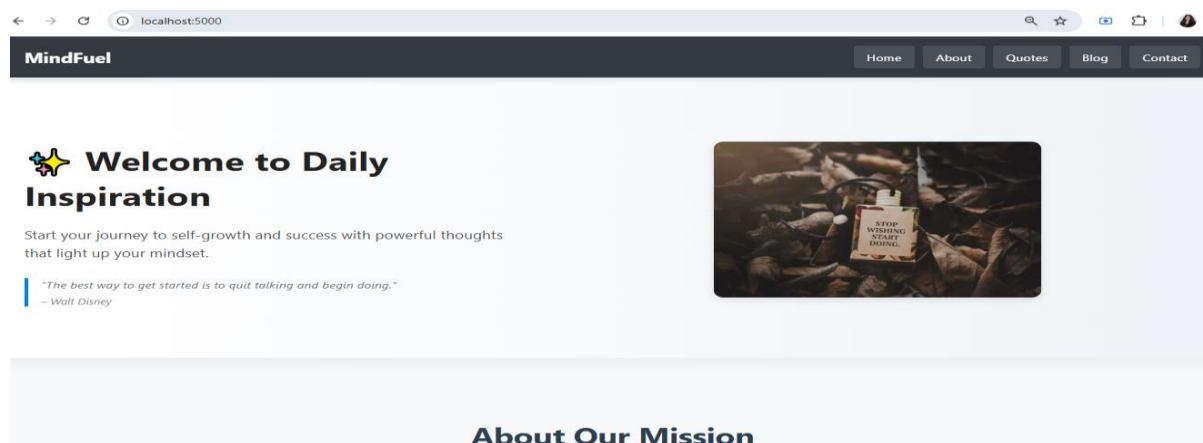 localhost:5000
MindFuel
Home About Quotes Blog Contact
✨ Welcome to Daily
Inspiration
Start your journey to self-growth and success with powerful thoughts
that light up your mindset.
"The best way to get started is to quit talking and begin doing."
– Walt Disney
STOP
WISHING
START
DOING.
About Our Mission